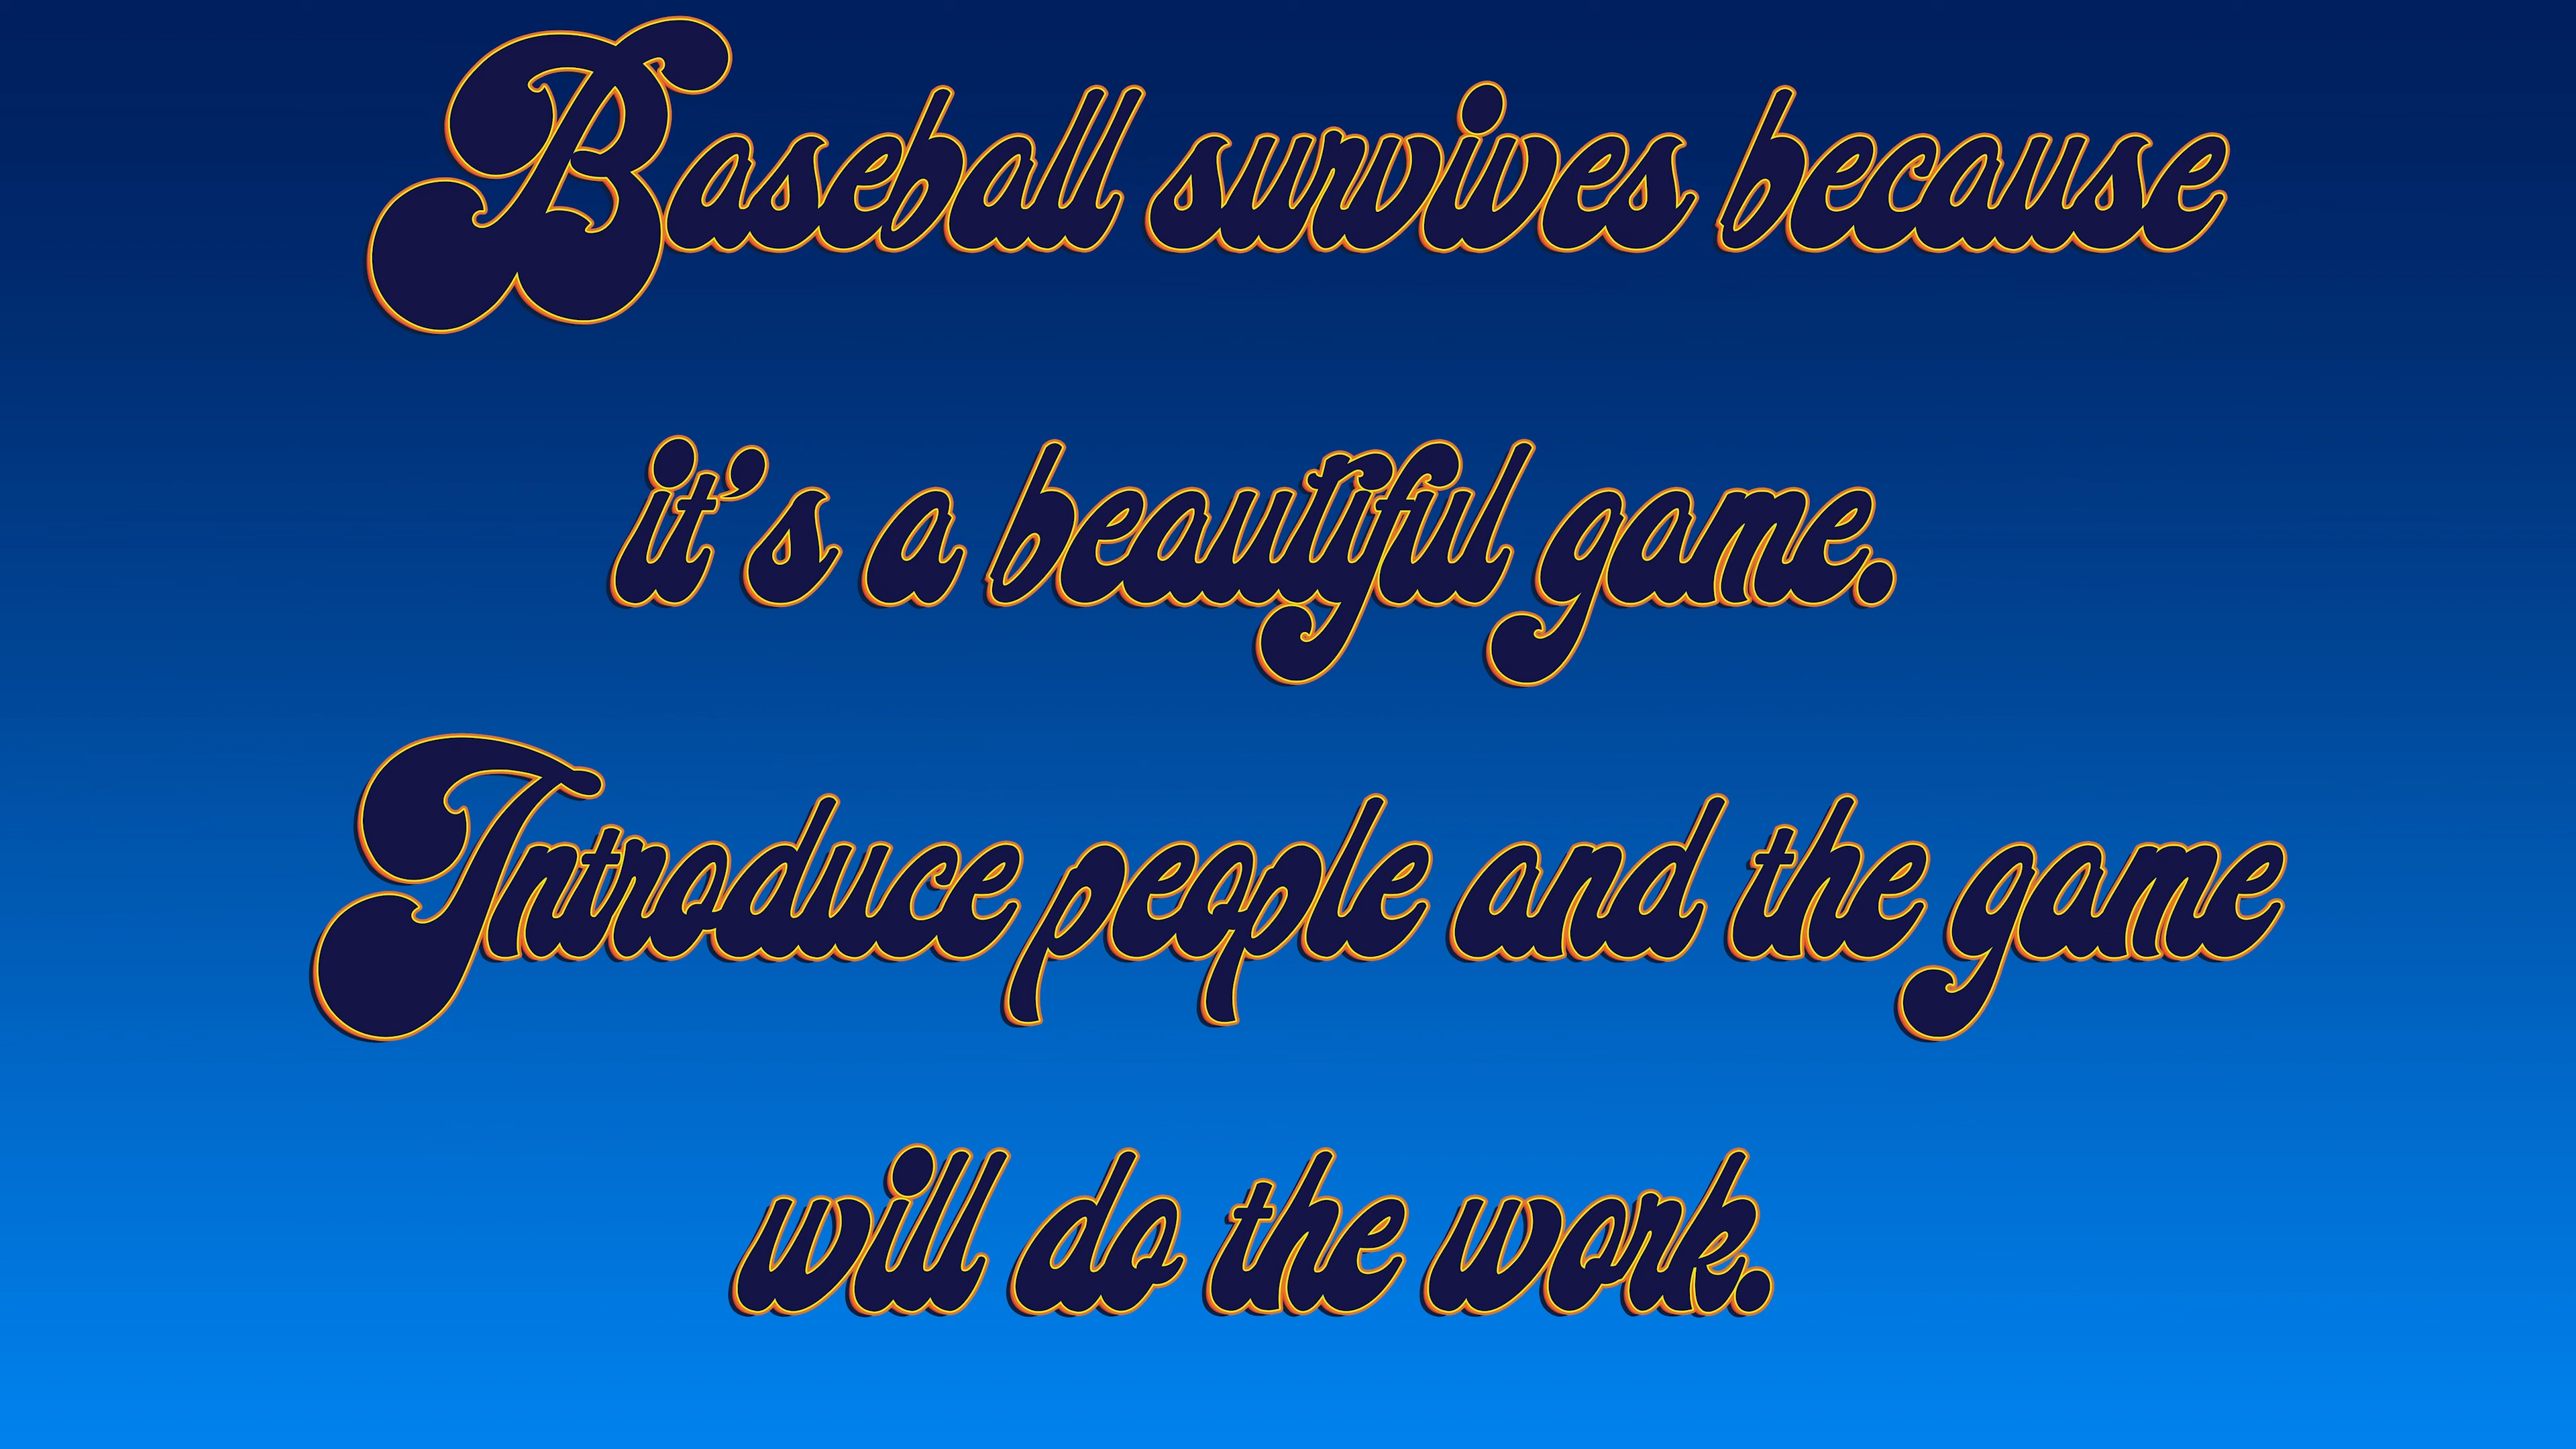 Baseball survives because
it's a beautiful game.
Introduce people and the game
will do the work.